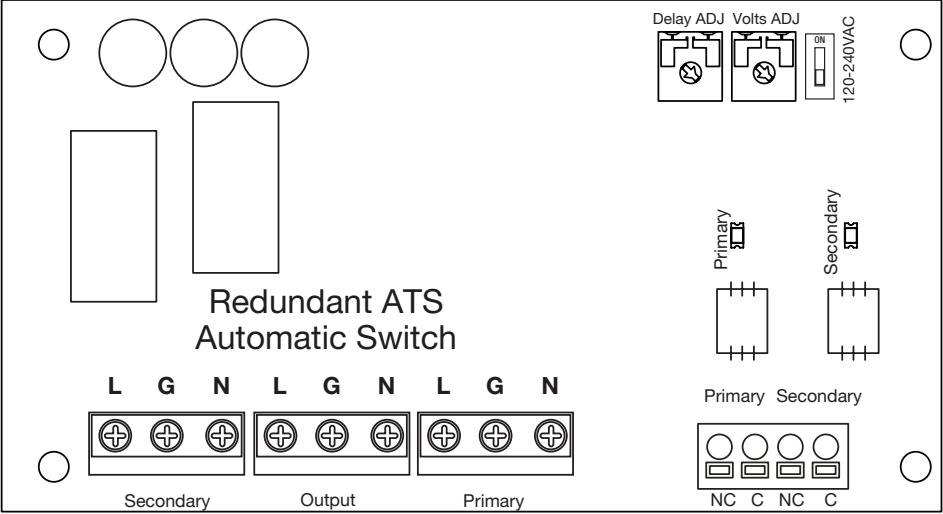 Delay ADJ Volts ADJ
ON
120-240VAC
Primary
Secondary
Redundant ATS
Automatic Switch
L G N L G N L G N
Primary Secondary
Secondary Output Primary
NC C NC C